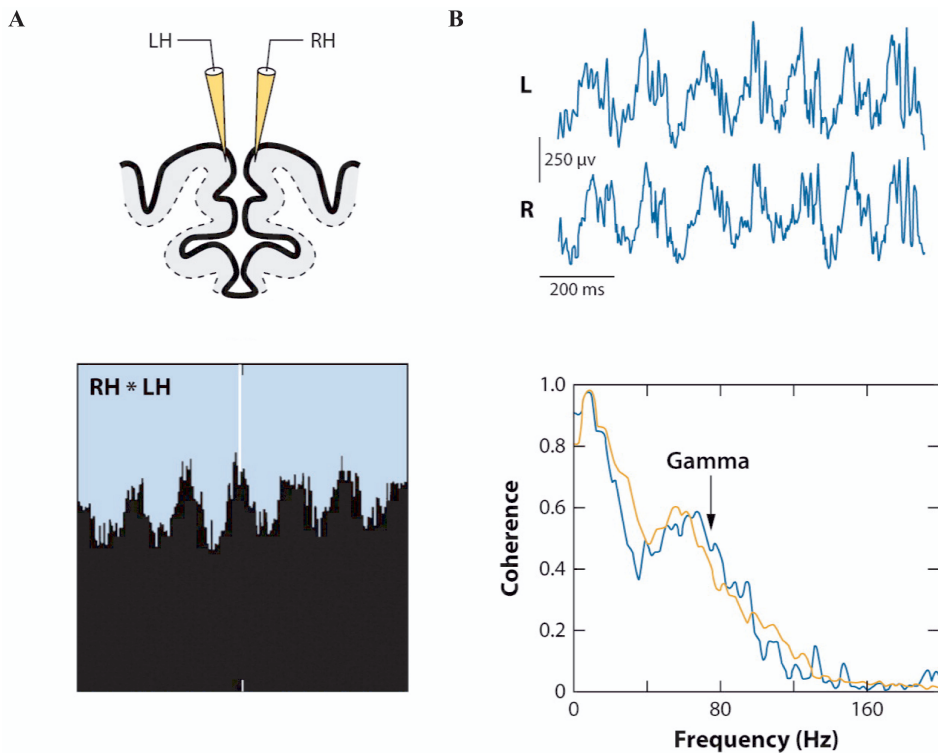 A
LH
RH
RH * LH
B
L
250 μv
R
200 ms
1.0
0.8
0.6
0.4
0.2
0
Coherence
Gamma
0
80
160
Frequency (Hz)